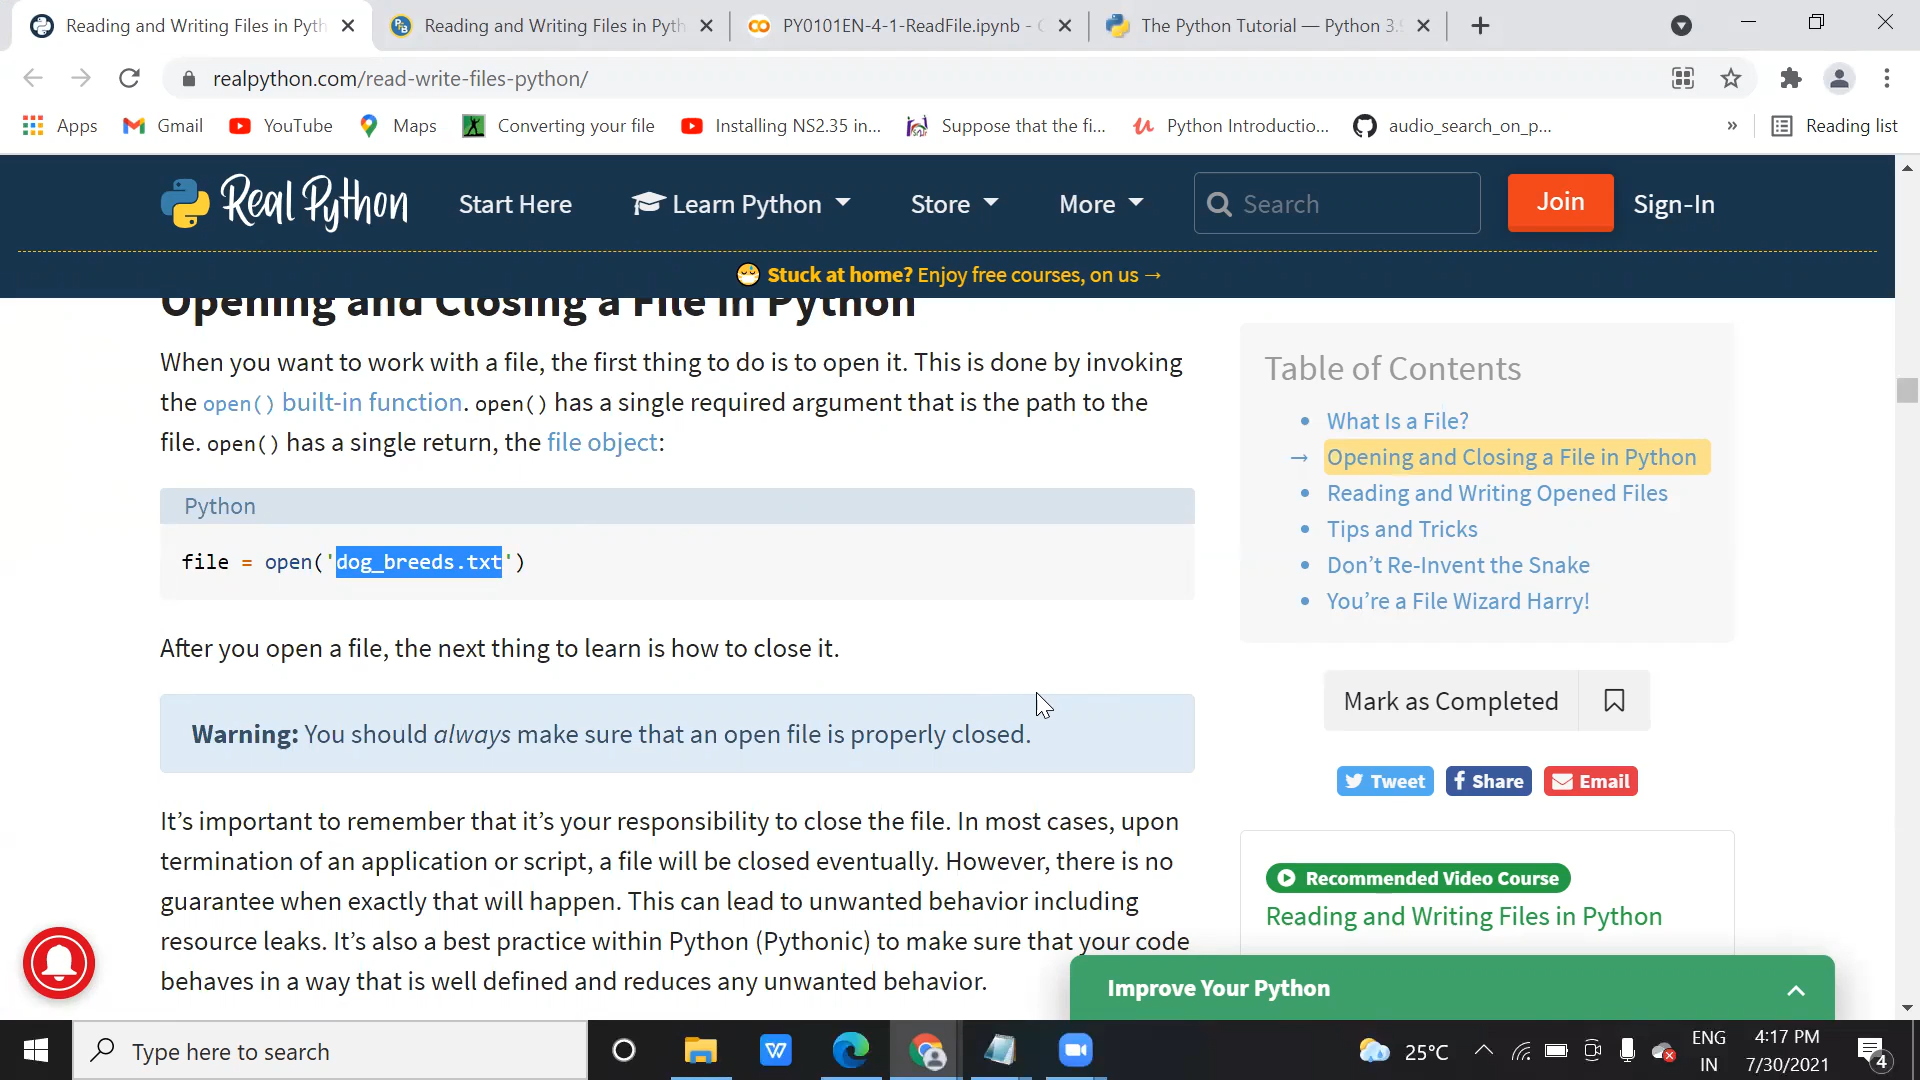 Reading and Writing Files in Pyth
Reading and Writing Files in Pyth
PY0101EN-4-1-ReadFile.ipynb - C
The Python Tutorial — Python 3.9
realpython.com/read-write-files-python/
Apps
Gmail
YouTube
Maps
Converting your file
Installing NS2.35 in...
Suppose that the fi...
Python Introductio...
audio_search_on_p...
»
Reading list
Real Python
Start Here
Learn Python
Store
More
Search
Join
Sign-In
Stuck at home? Enjoy free courses, on us →
Opening and Closing a File in Python
When you want to work with a file, the first thing to do is to open it. This is done by invoking
the open() built-in function. open() has a single required argument that is the path to the
file. open() has a single return, the file object:
Python
file = open('dog_breeds.txt')
After you open a file, the next thing to learn is how to close it.
Warning: You should always make sure that an open file is properly closed.
It’s important to remember that it’s your responsibility to close the file. In most cases, upon
termination of an application or script, a file will be closed eventually. However, there is no
guarantee when exactly that will happen. This can lead to unwanted behavior including
resource leaks. It’s also a best practice within Python (Pythonic) to make sure that your code
behaves in a way that is well defined and reduces any unwanted behavior.
Table of Contents
• What Is a File?
→ Opening and Closing a File in Python
• Reading and Writing Opened Files
• Tips and Tricks
• Don’t Re-Invent the Snake
• You’re a File Wizard Harry!
Mark as Completed
Tweet
Share
Email
Recommended Video Course
Reading and Writing Files in Python
Improve Your Python
Type here to search
25°C
ENG
IN
4:17 PM
7/30/2021
4